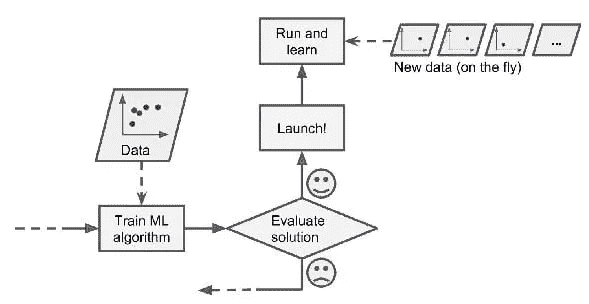 Run and
learn
...
New data (on the fly)
Launch!
Data
Train ML
algorithm
Evaluate
solution